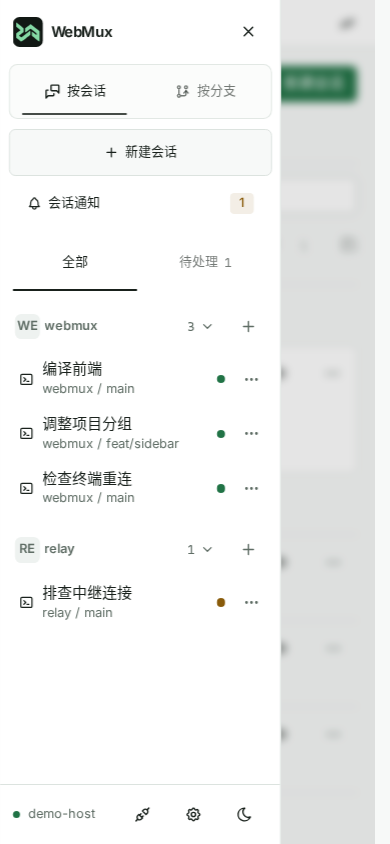 WebMux
按会话
按分支
新建会话
会话通知
1
全部
待处理 1
WE webmux 3
编译前端
webmux / main
调整项目分组
webmux / feat/sidebar
检查终端重连
webmux / main
RE relay 1
排查中继连接
relay / main
demo-host